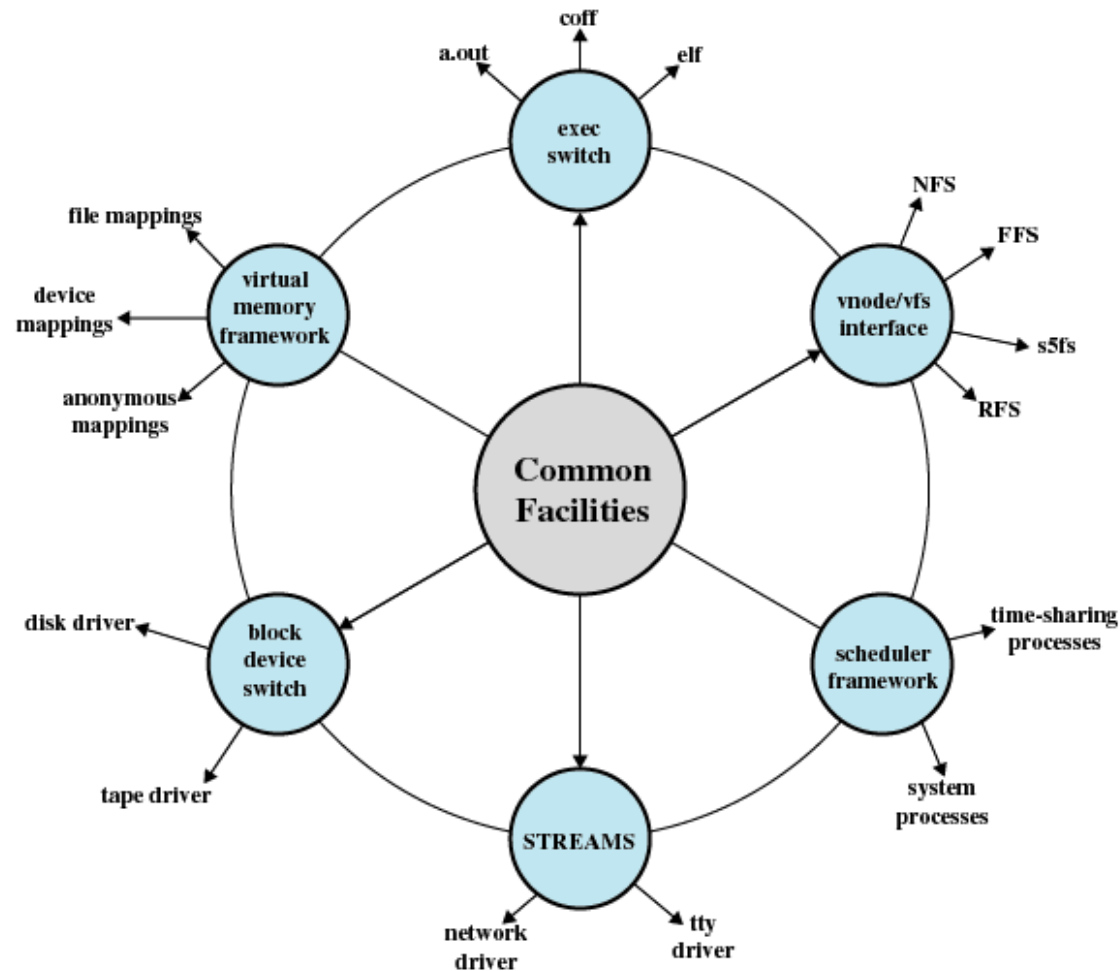 coff
a.out
elf
exec
switch
NFS
FFS
vnode/vfs
interface
s5fs
RFS
file mappings
virtual
memory
framework
device
mappings
anonymous
mappings
Common
Facilities
disk driver
block
device
switch
tape driver
time-sharing
processes
scheduler
framework
system
processes
STREAMS
network
driver
tty
driver